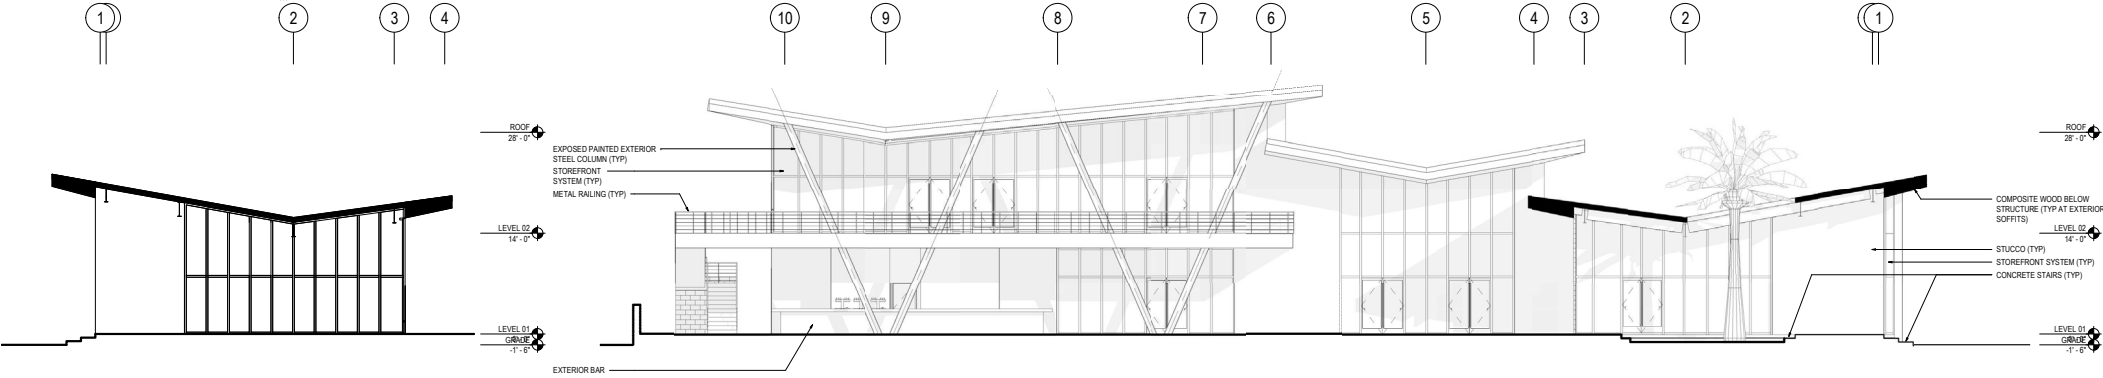 1 2 3 4 10 9 8 7 6 5 4 3 2 1
ROOF
28' - 0"
LEVEL 02
14' - 0"
LEVEL 01
GRADE
-1' - 6"
EXPOSED PAINTED EXTERIOR
STEEL COLUMN (TYP)
STOREFRONT
SYSTEM (TYP)
METAL RAILING (TYP)
EXTERIOR BAR
ROOF
28' - 0"
COMPOSITE WOOD BELOW
STRUCTURE (TYP AT EXTERIOR
SOFFITS)
LEVEL 02
14' - 0"
STUCCO (TYP)
STOREFRONT SYSTEM (TYP)
CONCRETE STAIRS (TYP)
LEVEL 01
GRADE
-1' - 6"